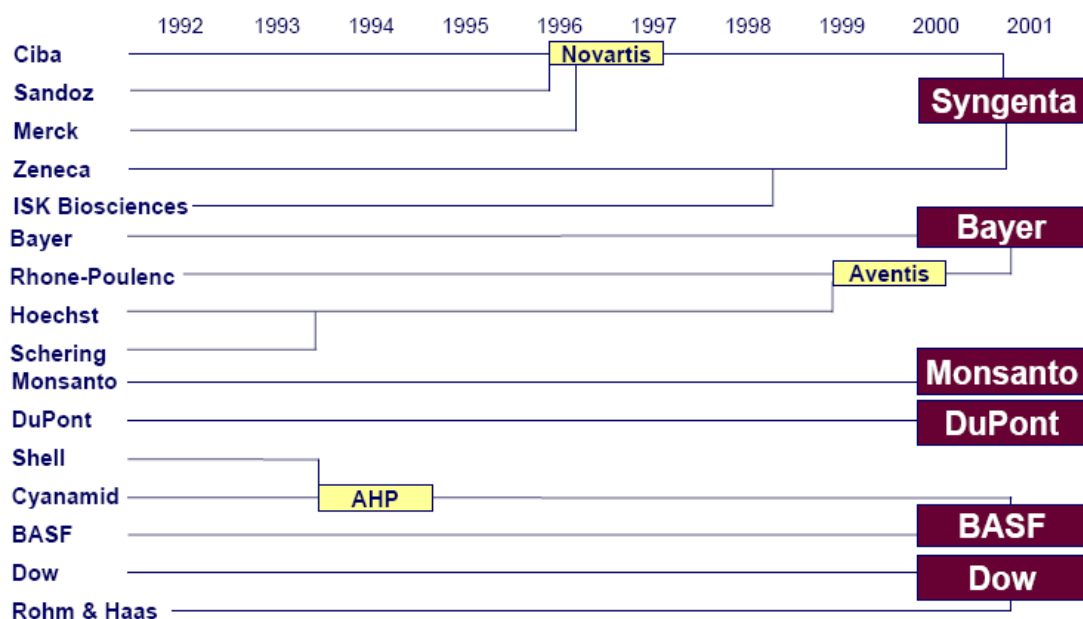 1992 1993 1994 1995 1996 1997 1998 1999 2000 2001
Ciba
Novartis
Sandoz
Syngenta
Merck
Zeneca
ISK Biosciences
Bayer
Bayer
Rhone-Poulenc
Aventis
Hoechst
Schering
Monsanto
Monsanto
DuPont
DuPont
Shell
Cyanamid
AHP
BASF
BASF
Dow
Dow
Rohm & Haas